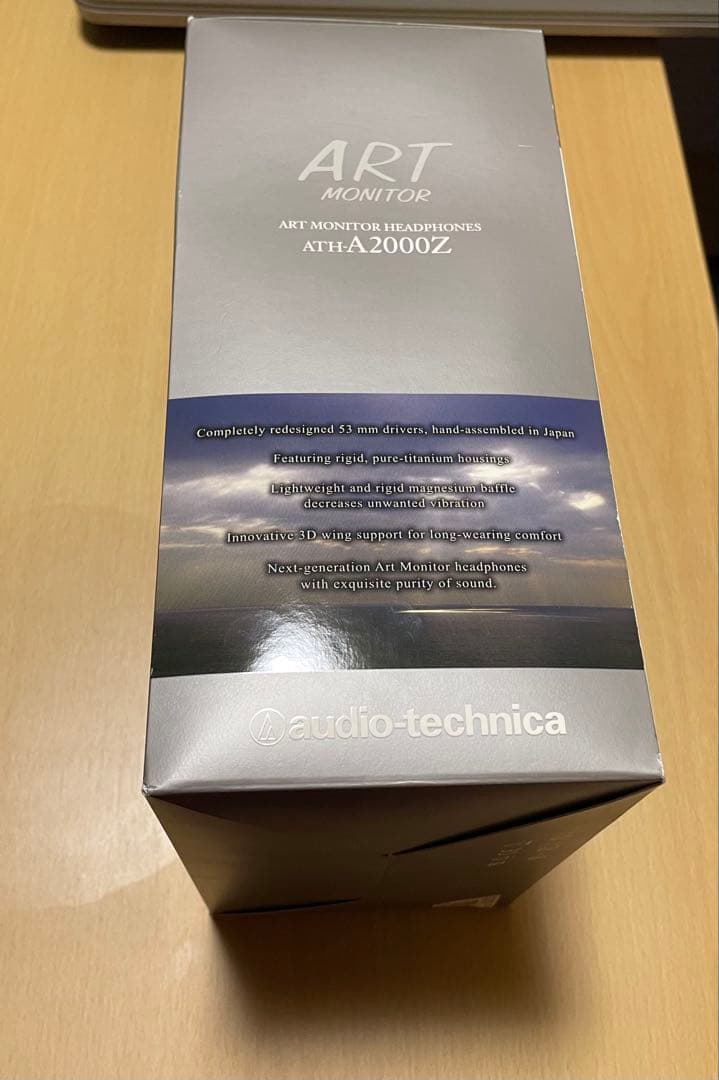 ART
MONITOR
ART MONITOR HEADPHONES
ATH-A2000Z
Completely redesigned 53 mm drivers, hand-assembled in Japan
Featuring rigid, pure-titanium housings
Lightweight and rigid magnesium baffle
decreases unwanted vibration
Innovative 3D wing support for long-wearing comfort
Next-generation Art Monitor headphones
with exquisite purity of sound.
audio-technica